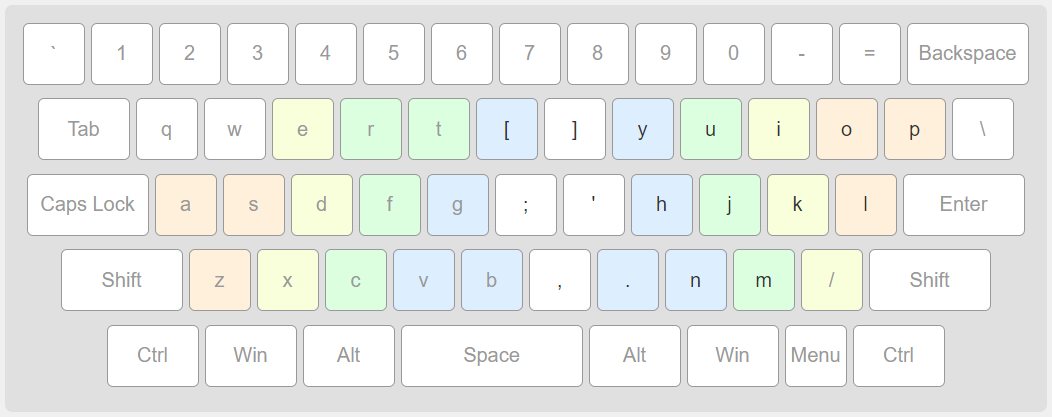 ` 1 2 3 4 5 6 7 8 9 0 - = Backspace
Tab q w e r t [ ] y u i o p \
Caps Lock a s d f g ; ' h j k l Enter
Shift z x c v b , . n m / Shift
Ctrl Win Alt Space Alt Win Menu Ctrl